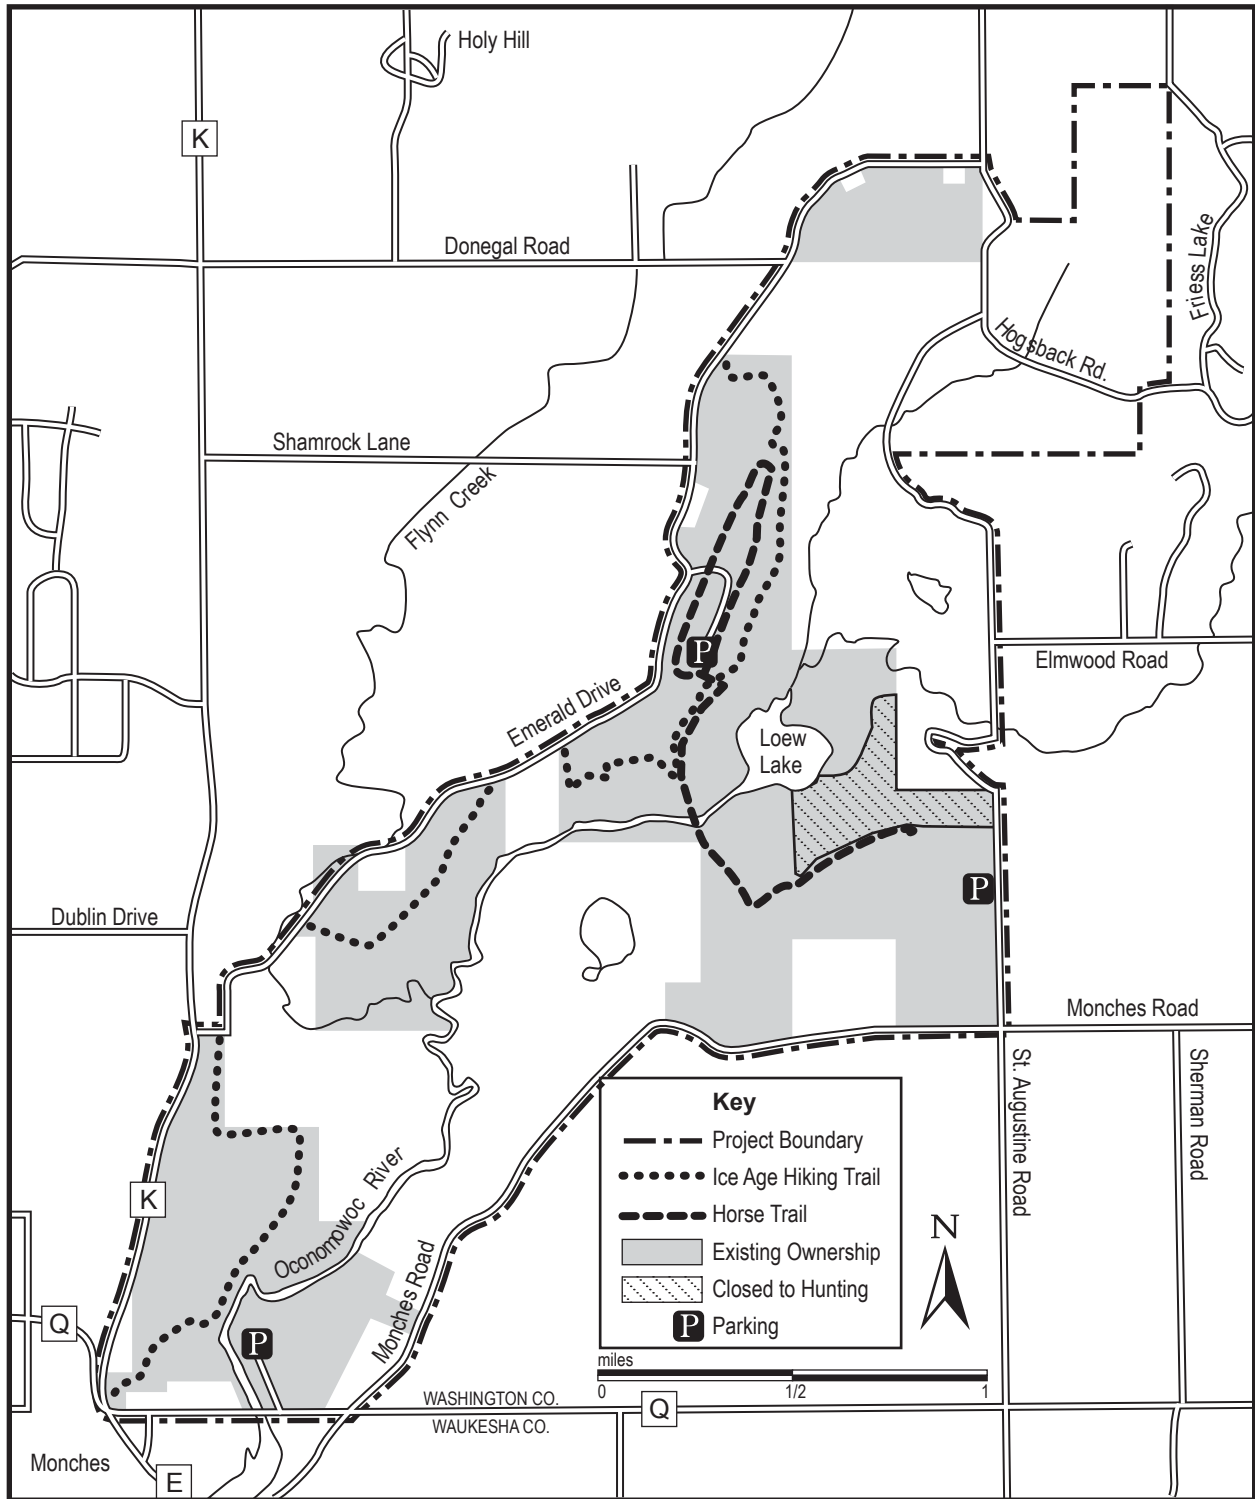 Holy Hill
K
Donegal Road
Friess Lake
Hogsback Rd.
Shamrock Lane
Flynn Creek
P
Elmwood Road
Emerald Drive
Loew
Lake
P
Dublin Drive
Monches Road
St. Augustine Road
Sherman Road
Key
Project Boundary
Ice Age Hiking Trail
Horse Trail
Existing Ownership
Closed to Hunting
P Parking
N
K
Oconomowoc River
Monches Road
Q
P
miles
0 1/2 1
WASHINGTON CO.
WAUKESHA CO.
Q
Monches
E